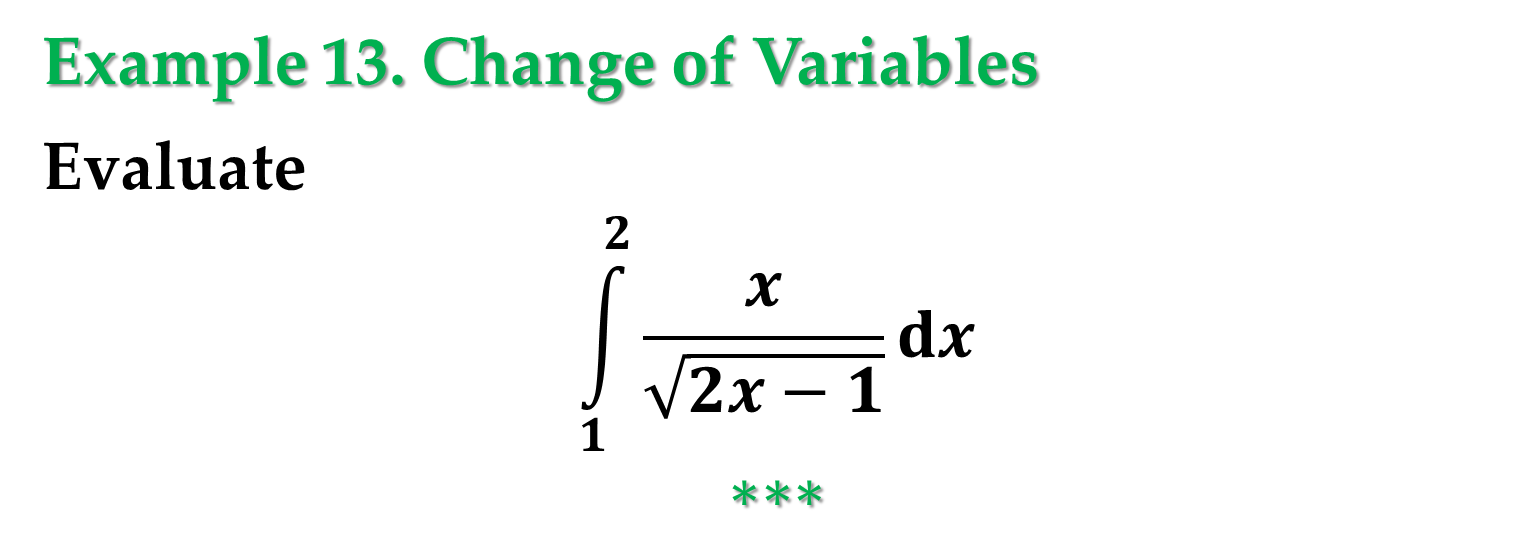 Example 13. Change of Variables
Evaluate
2
∫ x
√2x − 1 dx
1
***